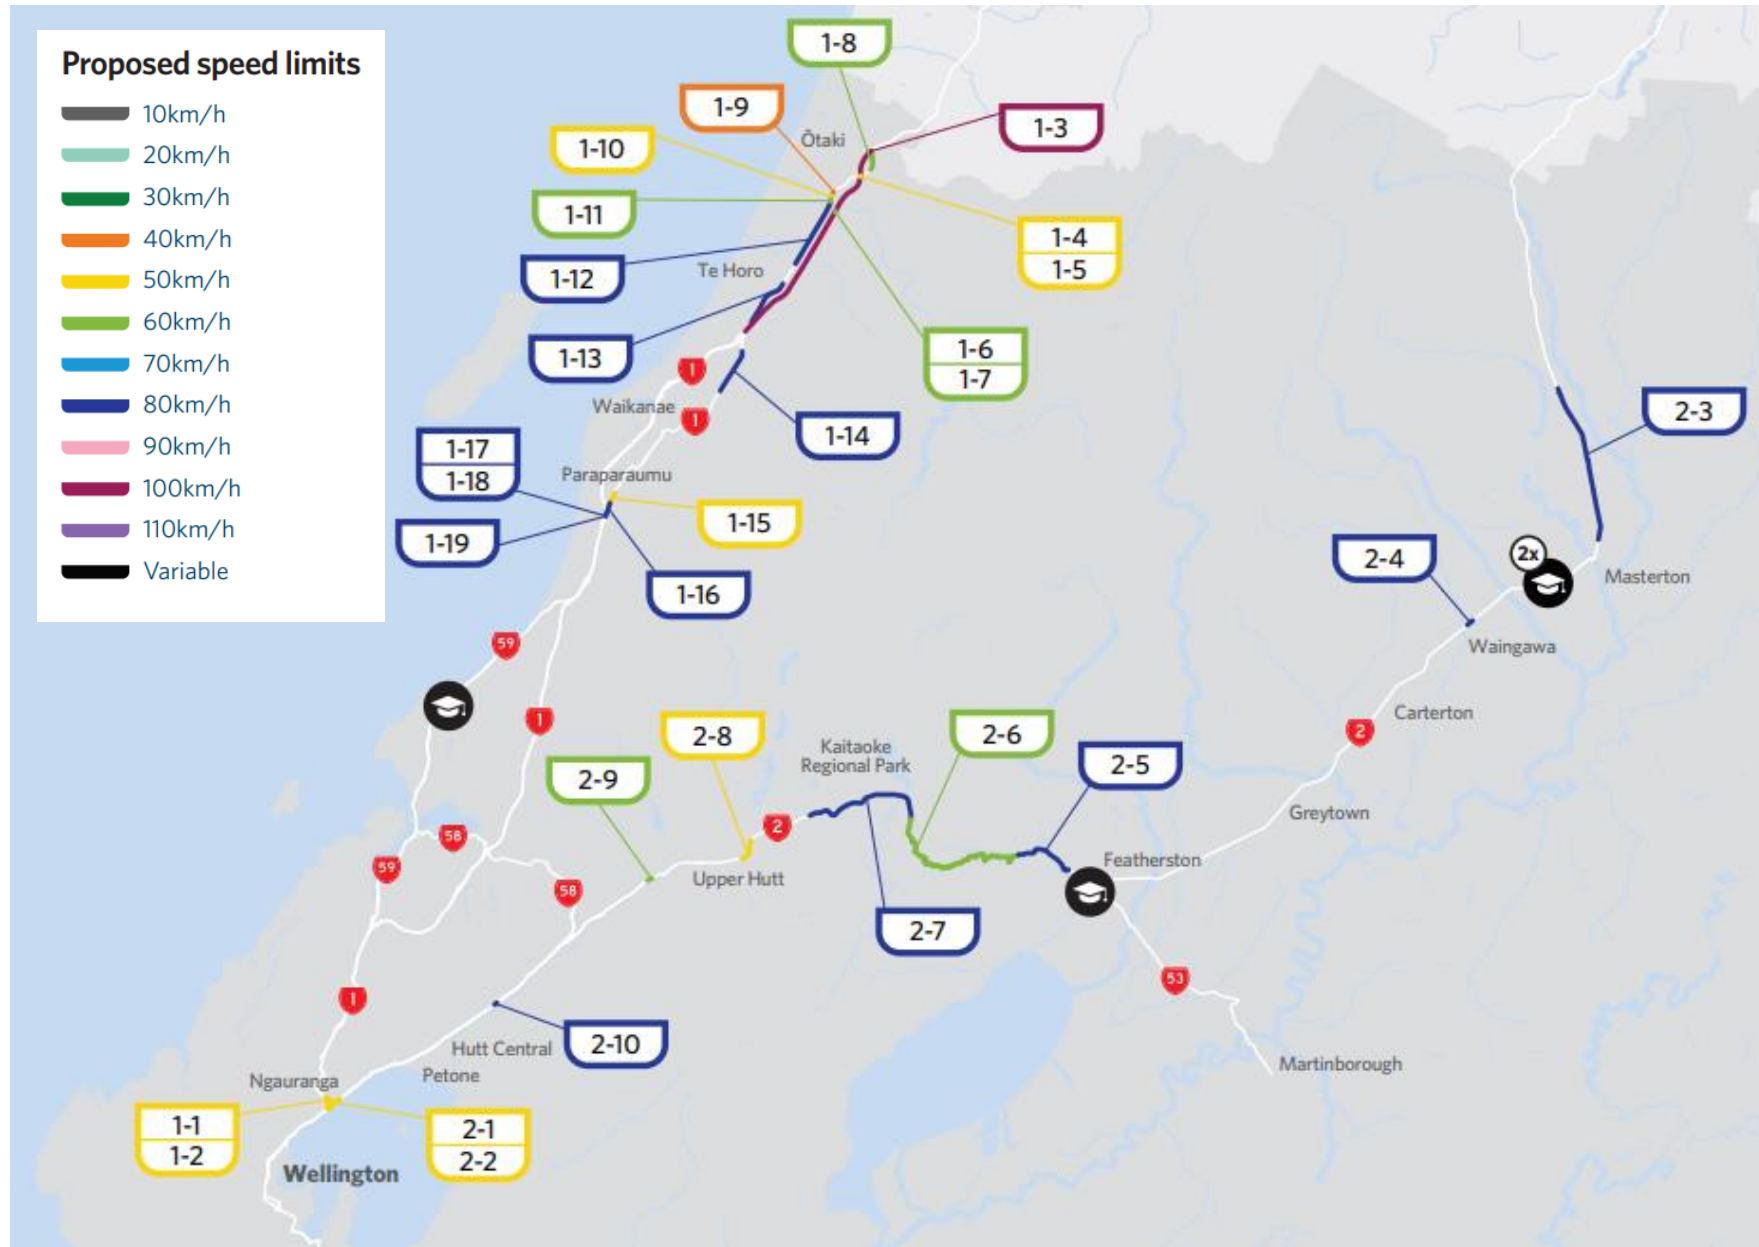 Proposed speed limits
10km/h
20km/h
30km/h
40km/h
50km/h
60km/h
70km/h
80km/h
90km/h
100km/h
110km/h
Variable
1-8
1-9
1-3
1-10
Ōtaki
1-11
1-4
1-5
1-12
Te Horo
1-13
1-6
1-7
1
Waikanae
1
1-14
2-3
1-17
1-18
Paraparaumu
1-15
1-19
1-16
2-4
2x
Masterton
Waingawa
59
1
Carterton
2
2-8
Kaitaoke
Regional Park
2-6
2-5
2-9
Greytown
58
2
59
Upper Hutt
58
Featherston
2-7
53
1
2-10
Hutt Central
Petone
Ngauranga
Martinborough
1-1
1-2
2-1
2-2
Wellington